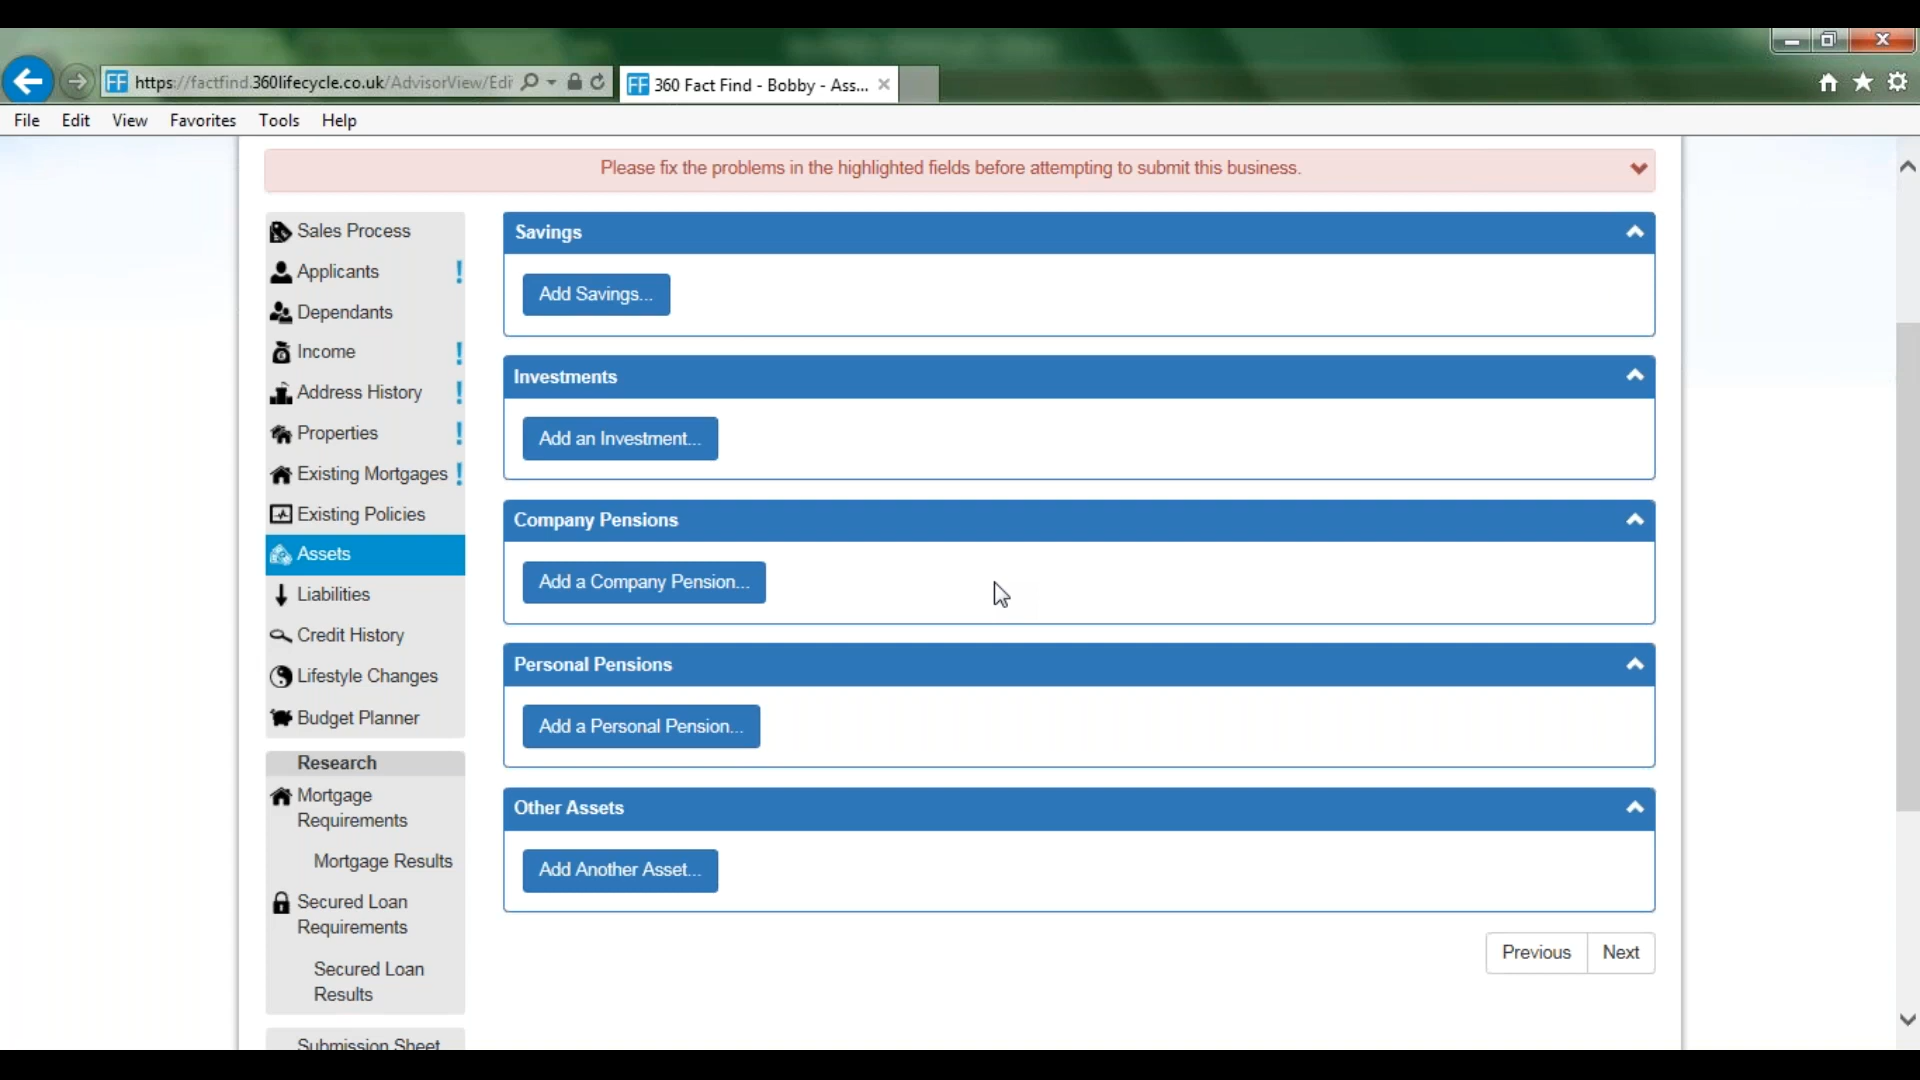 FF https://factfind.360lifecycle.co.uk/AdvisorView/Edi
FF 360 Fact Find - Bobby - Ass...
File Edit View Favorites Tools Help
Please fix the problems in the highlighted fields before attempting to submit this business.
Sales Process
Applicants !
Dependants
Income !
Address History !
Properties !
Existing Mortgages !
Existing Policies
Assets
Liabilities
Credit History
Lifestyle Changes
Budget Planner
Research
Mortgage
Requirements
Mortgage Results
Secured Loan
Requirements
Secured Loan
Results
Submission Sheet
Savings
Add Savings...
Investments
Add an Investment...
Company Pensions
Add a Company Pension...
Personal Pensions
Add a Personal Pension...
Other Assets
Add Another Asset...
Previous Next